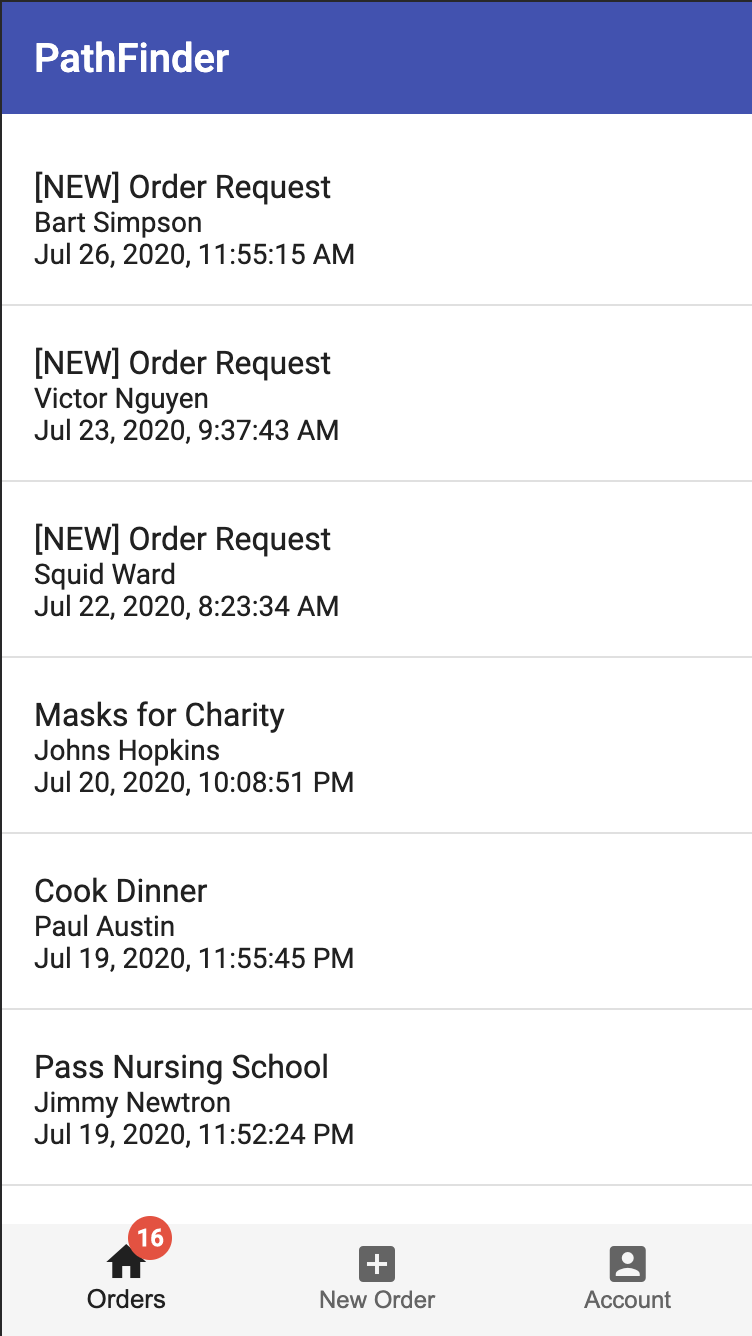 PathFinder
[NEW] Order Request
Bart Simpson
Jul 26, 2020, 11:55:15 AM
[NEW] Order Request
Victor Nguyen
Jul 23, 2020, 9:37:43 AM
[NEW] Order Request
Squid Ward
Jul 22, 2020, 8:23:34 AM
Masks for Charity
Johns Hopkins
Jul 20, 2020, 10:08:51 PM
Cook Dinner
Paul Austin
Jul 19, 2020, 11:55:45 PM
Pass Nursing School
Jimmy Newtron
Jul 19, 2020, 11:52:24 PM
16
Orders New Order Account